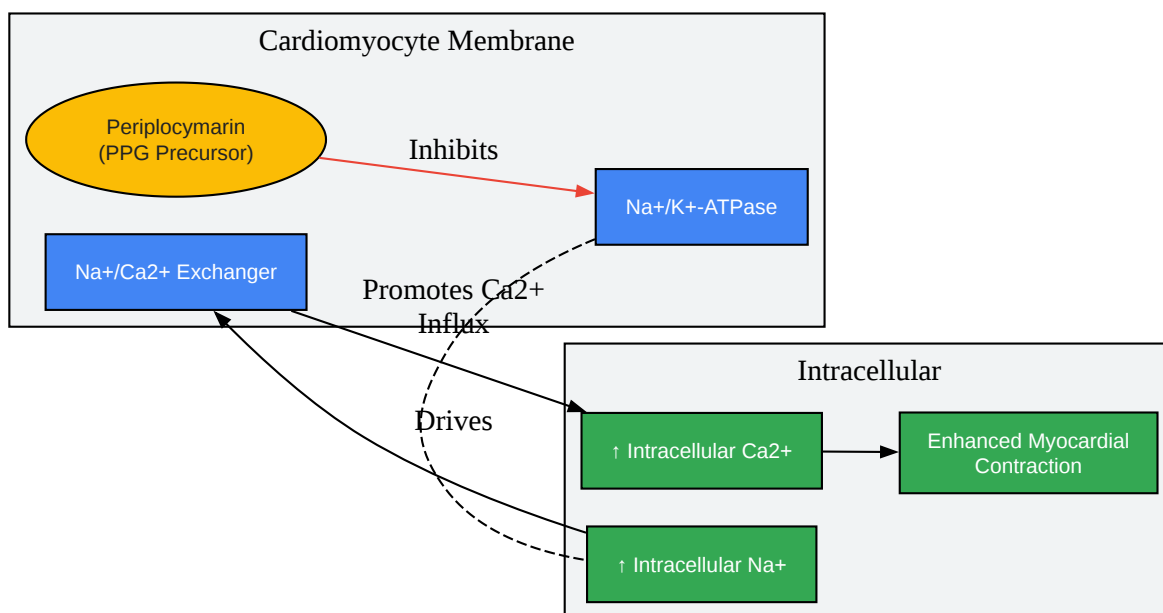 Cardiomyocyte Membrane
Periplocymarin
(PPG Precursor)
Inhibits
Na+/K+-ATPase
Na+/Ca2+ Exchanger
Promotes Ca2+
Influx
Intracellular
Drives
↑ Intracellular Ca2+
Enhanced Myocardial
Contraction
↑ Intracellular Na+